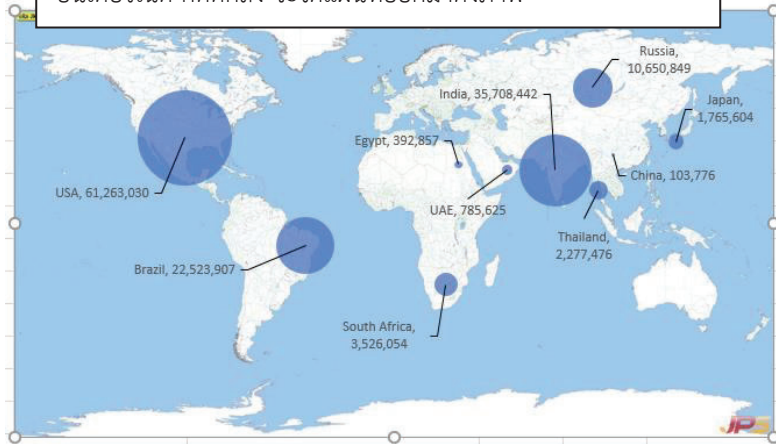 Russia,
10,650,849
India, 35,708,442
Japan,
1,765,604
Egypt, 392,857
China, 103,776
USA, 61,263,030
UAE, 785,625
Thailand,
2,277,476
Brazil, 22,523,907
South Africa,
3,526,054
JPS